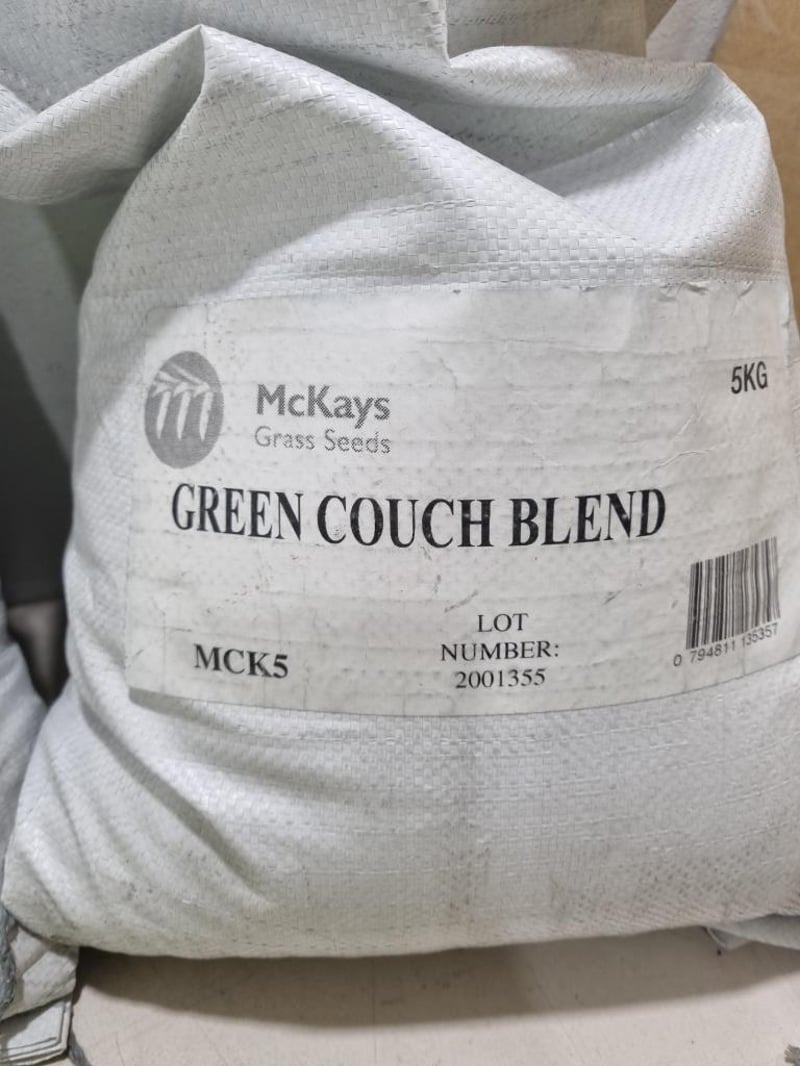 5KG
McKays
Grass Seeds
GREEN COUCH BLEND
MCK5
LOT
NUMBER:
2001355
0 794811 135357